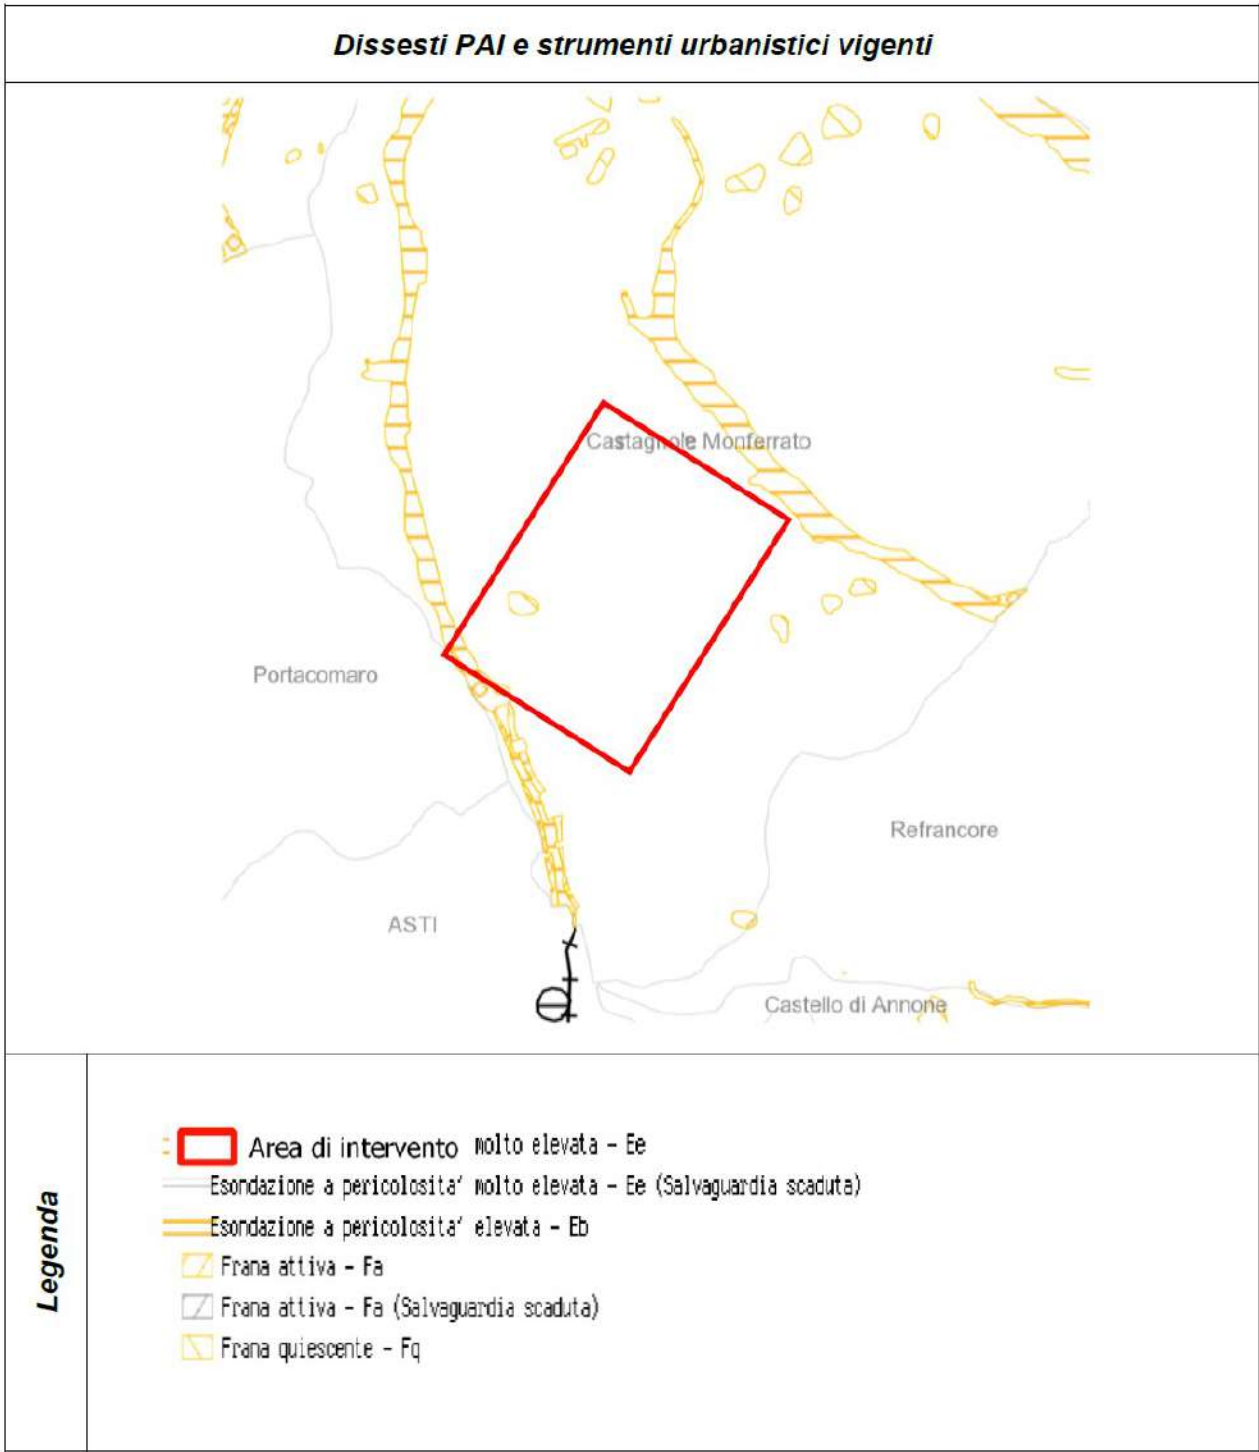 Dissesti PAI e strumenti urbanistici vigenti
Castagnole Monferrato
Portacomaro
Refrancore
ASTI
Castello di Annone
Legenda
Area di intervento molto elevata - Ee
Esondazione a pericolosita' molto elevata - Ee (Salvaguardia scaduta)
Esondazione a pericolosita' elevata - Eb
Frana attiva - Fa
Frana attiva - Fa (Salvaguardia scaduta)
Frana quiescente - Fq